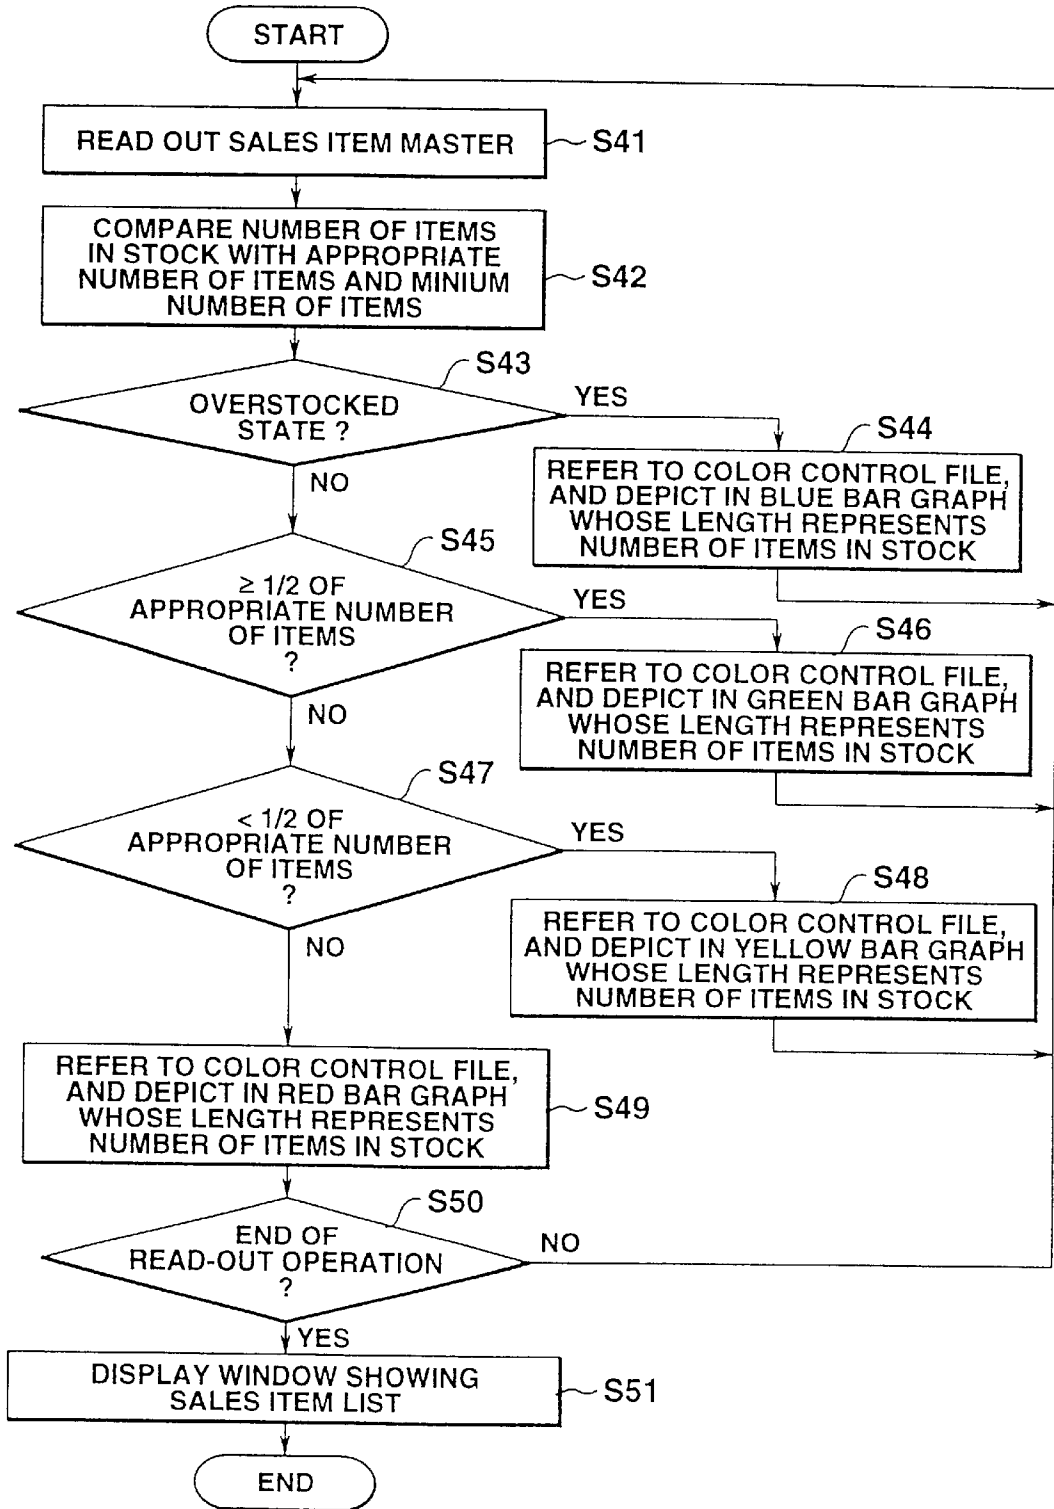 START
READ OUT SALES ITEM MASTER
S41
COMPARE NUMBER OF ITEMS
IN STOCK WITH APPROPRIATE
NUMBER OF ITEMS AND MINIUM
NUMBER OF ITEMS
S42
S43
OVERSTOCKED
STATE ?
YES
NO
S44
REFER TO COLOR CONTROL FILE,
AND DEPICT IN BLUE BAR GRAPH
WHOSE LENGTH REPRESENTS
NUMBER OF ITEMS IN STOCK
S45
≥ 1/2 OF
APPROPRIATE NUMBER
OF ITEMS
?
YES
NO
S46
REFER TO COLOR CONTROL FILE,
AND DEPICT IN GREEN BAR GRAPH
WHOSE LENGTH REPRESENTS
NUMBER OF ITEMS IN STOCK
S47
< 1/2 OF
APPROPRIATE NUMBER
OF ITEMS
?
YES
NO
S48
REFER TO COLOR CONTROL FILE,
AND DEPICT IN YELLOW BAR GRAPH
WHOSE LENGTH REPRESENTS
NUMBER OF ITEMS IN STOCK
REFER TO COLOR CONTROL FILE,
AND DEPICT IN RED BAR GRAPH
WHOSE LENGTH REPRESENTS
NUMBER OF ITEMS IN STOCK
S49
S50
END OF
READ-OUT OPERATION
?
NO
YES
DISPLAY WINDOW SHOWING
SALES ITEM LIST
S51
END